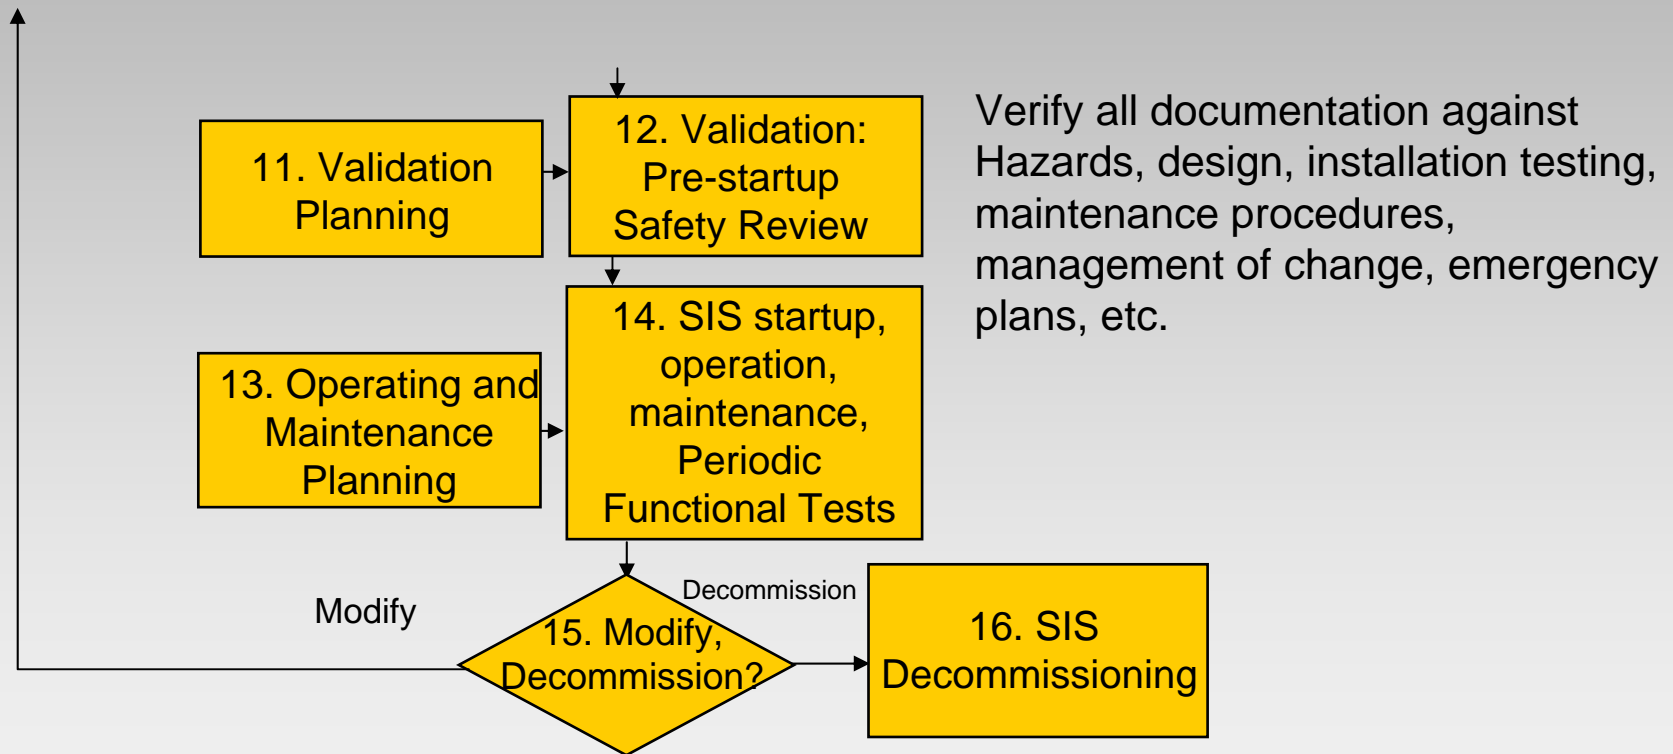 11. Validation
Planning
12. Validation:
Pre-startup
Safety Review
Verify all documentation against
Hazards, design, installation testing,
maintenance procedures,
management of change, emergency
plans, etc.
13. Operating and
Maintenance
Planning
14. SIS startup,
operation,
maintenance,
Periodic
Functional Tests
Modify
15. Modify,
Decommission?
Decommission
16. SIS
Decommissioning